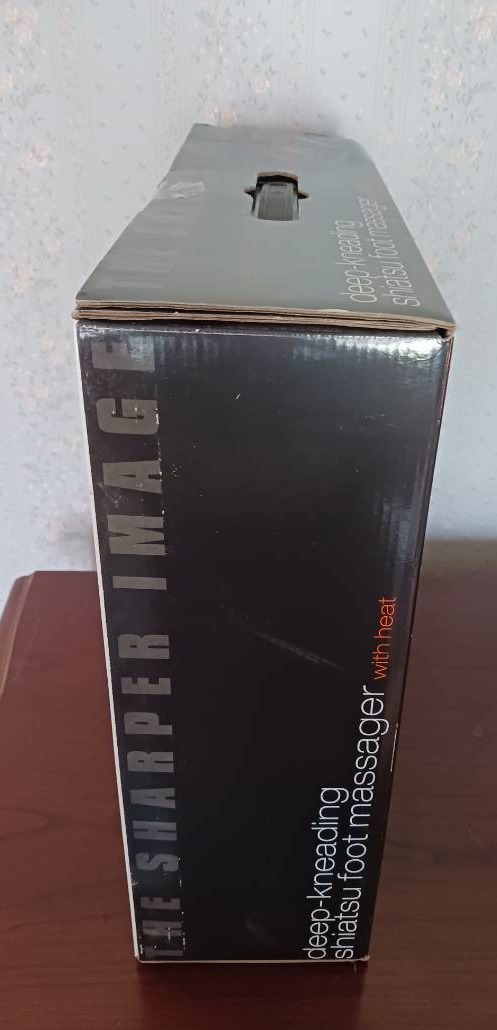 deep-kneading
shiatsu foot massager
THE SHARPER IMAGE
deep-kneading
shiatsu foot massager with heat